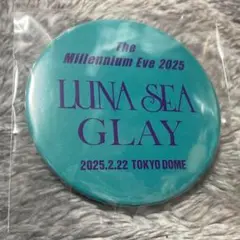 The
Millennium Eve 2025
LUNA SEA
GLAY
2025.2.22 TOKYO DOME